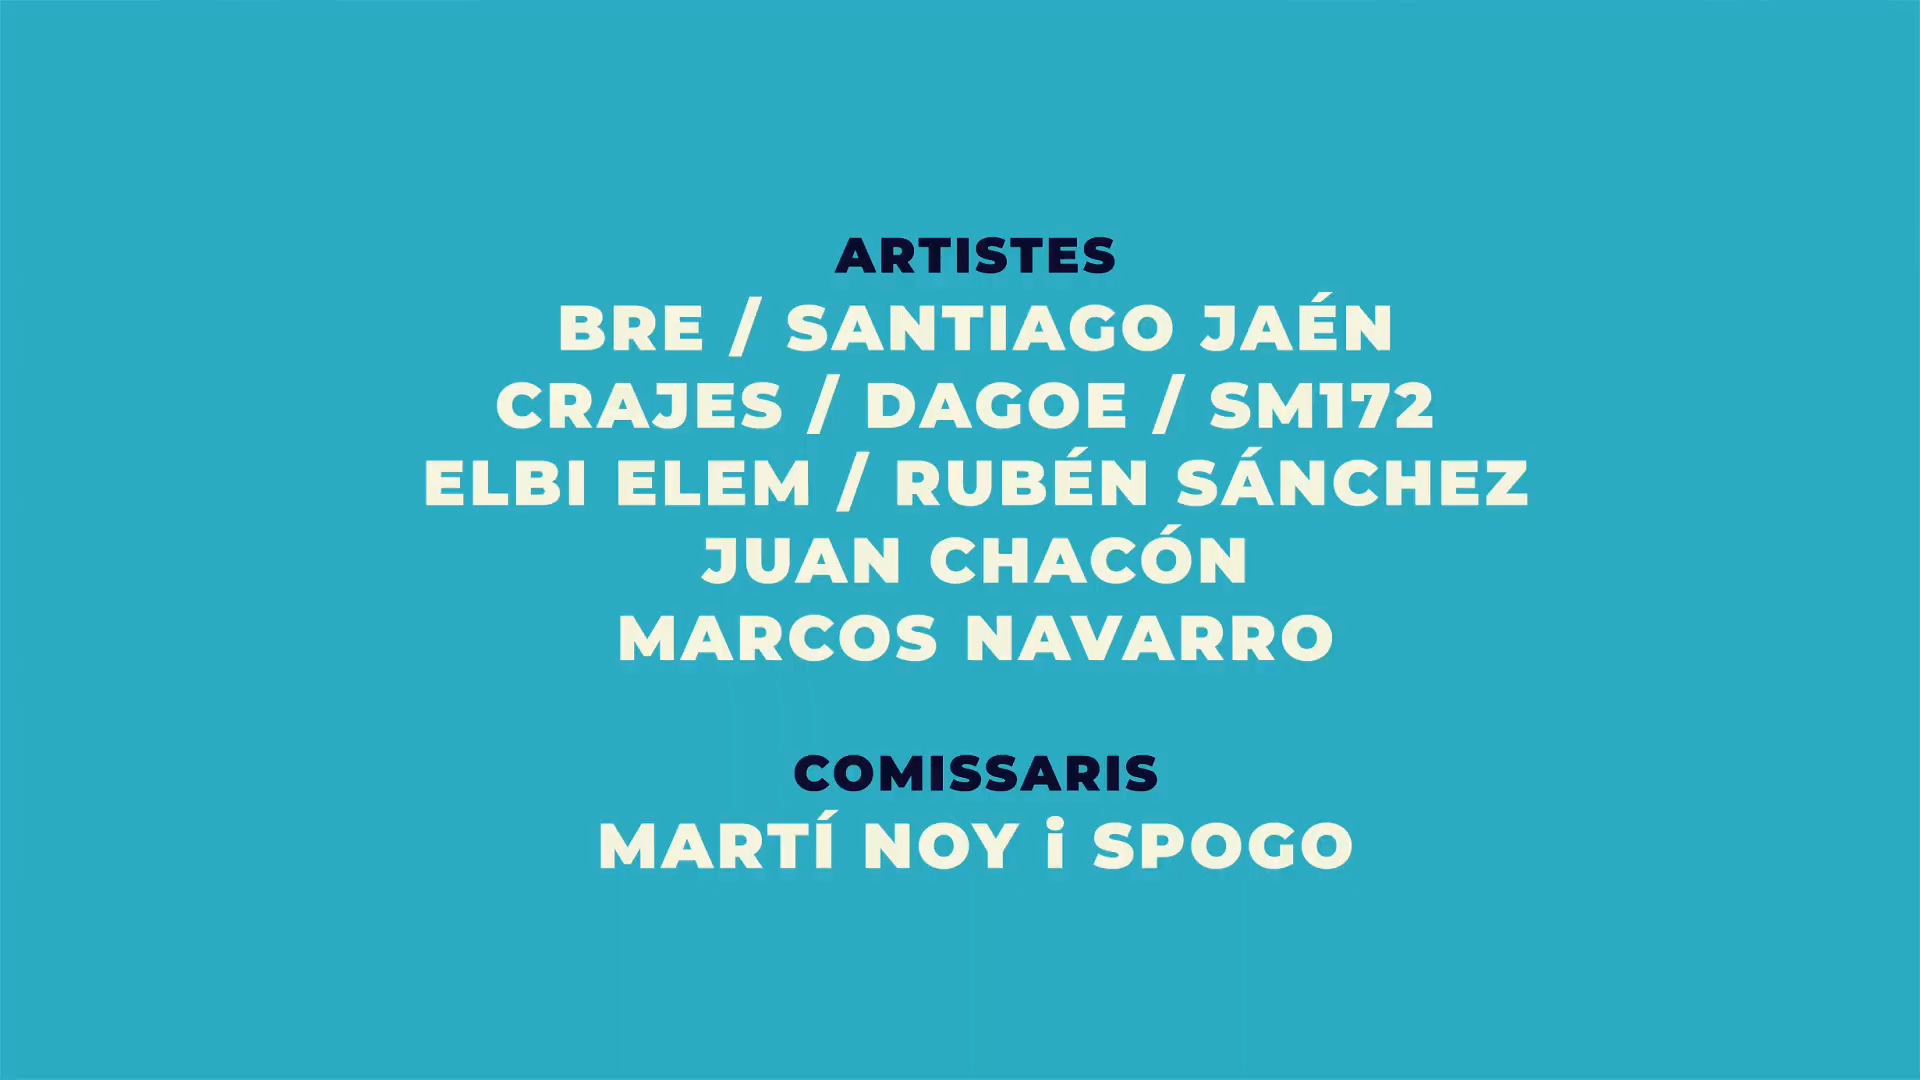 ARTISTES
BRE / SANTIAGO JAÉN
CRAJES / DAGOE / SM172
ELBI ELEM / RUBÉN SÁNCHEZ
JUAN CHACÓN
MARCOS NAVARRO
COMISSARIS
MARTÍ NOY i SPOGO